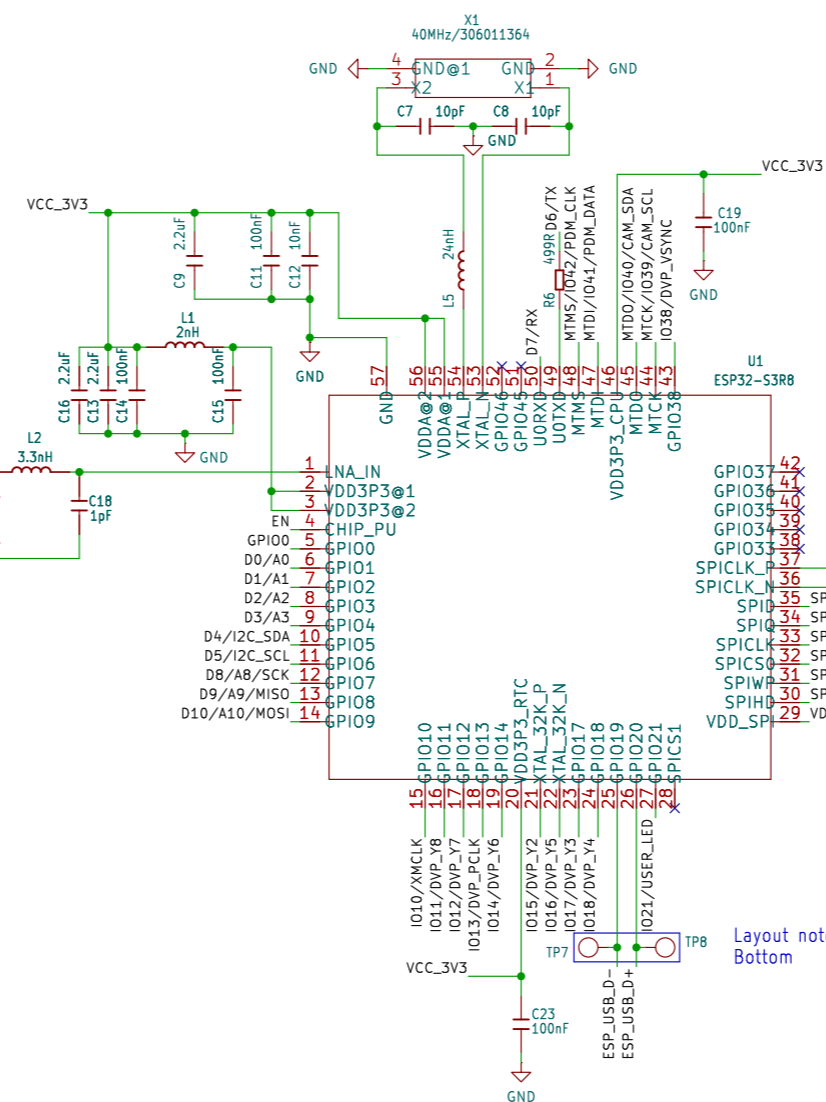 X1
40MHz/306011364
GND
4
GND@1
GND
2
GND
3
X2
X1
1
C7
10pF
C8
10pF
GND
VCC_3V3
C19
100nF
GND
VCC_3V3
2.2uF
C9
100nF
C11
10nF
C12
GND
24nH
L5
D7/RX
R6
499R
D6/TX
MTMS/IO42/PDM_CLK
MTDI/IO41/PDM_DATA
MTDO/IO40/CAM_SDA
MTCK/IO39/CAM_SCL
IO38/DVP_VSYNC
L1
2nH
C16
2.2uF
C13
2.2uF
C14
100nF
C15
100nF
GND
L2
3.3nH
C18
1pF
U1
ESP32-S3R8
57
GND
56
VDDA@2
55
VDDA@1
54
XTAL_P
53
XTAL_N
52
GPIO46
51
GPIO45
50
U0RXD
49
U0TXD
48
MTMS
47
MTDI
46
VDD3P3_CPU
45
MTDO
44
MTCK
43
GPIO38
1
LNA_IN
2
VDD3P3@1
3
VDD3P3@2
EN
4
CHIP_PU
GPIO0
5
GPIO0
D0/A0
6
GPIO1
D1/A1
7
GPIO2
D2/A2
8
GPIO3
D3/A3
9
GPIO4
D4/I2C_SDA
10
GPIO5
D5/I2C_SCL
11
GPIO6
D8/A8/SCK
12
GPIO7
D9/A9/MISO
13
GPIO8
D10/A10/MOSI
14
GPIO9
GPIO37
42
GPIO36
41
GPIO35
40
GPIO34
39
GPIO33
38
SPICLK_P
37
SPICLK_N
36
SPID
35
SP
SPIQ
34
SP
SPICLK
33
SP
SPICS0
32
SP
SPIWP
31
SP
SPIHD
30
SP
VDD_SPI
29
VD
GPIO10
15
IO10/XMCLK
GPIO11
16
IO11/DVP_Y8
GPIO12
17
IO12/DVP_Y7
GPIO13
18
IO13/DVP_PCLK
GPIO14
19
IO14/DVP_Y6
VDD3P3_RTC
20
XTAL_32K_P
21
IO15/DVP_Y2
XTAL_32K_N
22
IO16/DVP_Y5
GPIO17
23
IO17/DVP_Y3
GPIO18
24
IO18/DVP_Y4
GPIO19
25
GPIO20
26
GPIO21
27
IO21/USER_LED
SPICS1
28
TP7
TP8
Layout not
Bottom
ESP_USB_D-
ESP_USB_D+
VCC_3V3
C23
100nF
GND